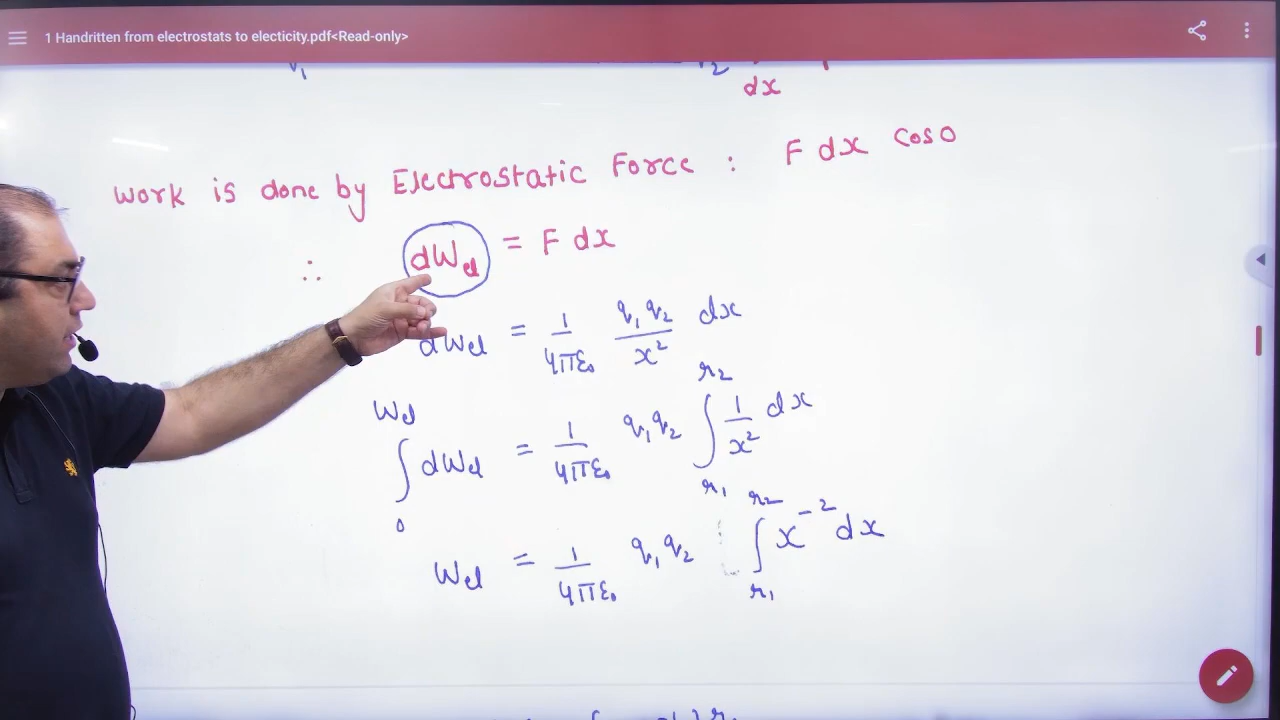 1 Handritten from electrostats to electicity.pdf<Read-only>
dx
Work is done by Electrostatic Force : F dx Cos0
∴ dWel = F dx
dWel = 1/4πε₀ q₁q₂/x² dx
∫₀^Wel dWel = 1/4πε₀ q₁q₂ ∫r₁^r₂ 1/x² dx
Wel = 1/4πε₀ q₁q₂ ∫r₁^r₂ x⁻² dx